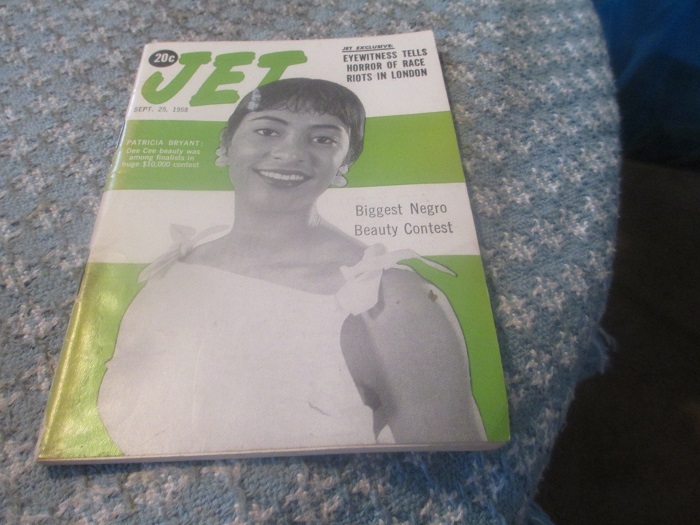 20c
JET
SEPT. 25, 1958
JET EXCLUSIVE:
EYEWITNESS TELLS
HORROR OF RACE
RIOTS IN LONDON
PATRICIA BRYANT:
Dee Cee beauty was
among finalists in
huge $10,000 contest
Biggest Negro
Beauty Contest